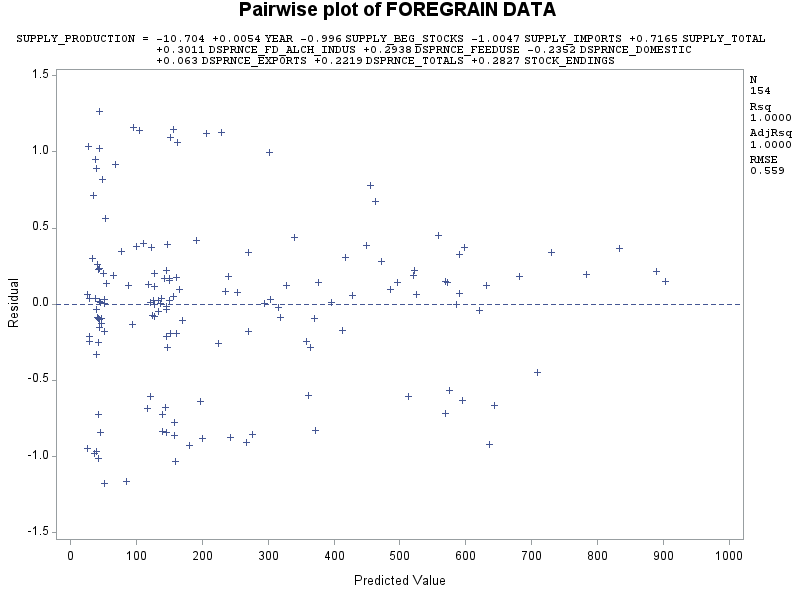 Pairwise plot of FOREGRAIN DATA
SUPPLY_PRODUCTION = -10.704 +0.0054 YEAR -0.996 SUPPLY_BEG_STOCKS -1.0047 SUPPLY_IMPORTS +0.7165 SUPPLY_TOTAL
+0.3011 DSPRNCE_FD_ALCH_INDUS +0.2938 DSPRNCE_FEEDUSE -0.2352 DSPRNCE_DOMESTIC
+0.063 DSPRNCE_EXPORTS +0.2219 DSPRNCE_TOTALS +0.2827 STOCK_ENDINGS
N
154
Rsq
1.0000
AdjRsq
1.0000
RMSE
0.559
1.5
1.0
0.5
0.0
-0.5
-1.0
-1.5
Residual
0 100 200 300 400 500 600 700 800 900 1000
Predicted Value